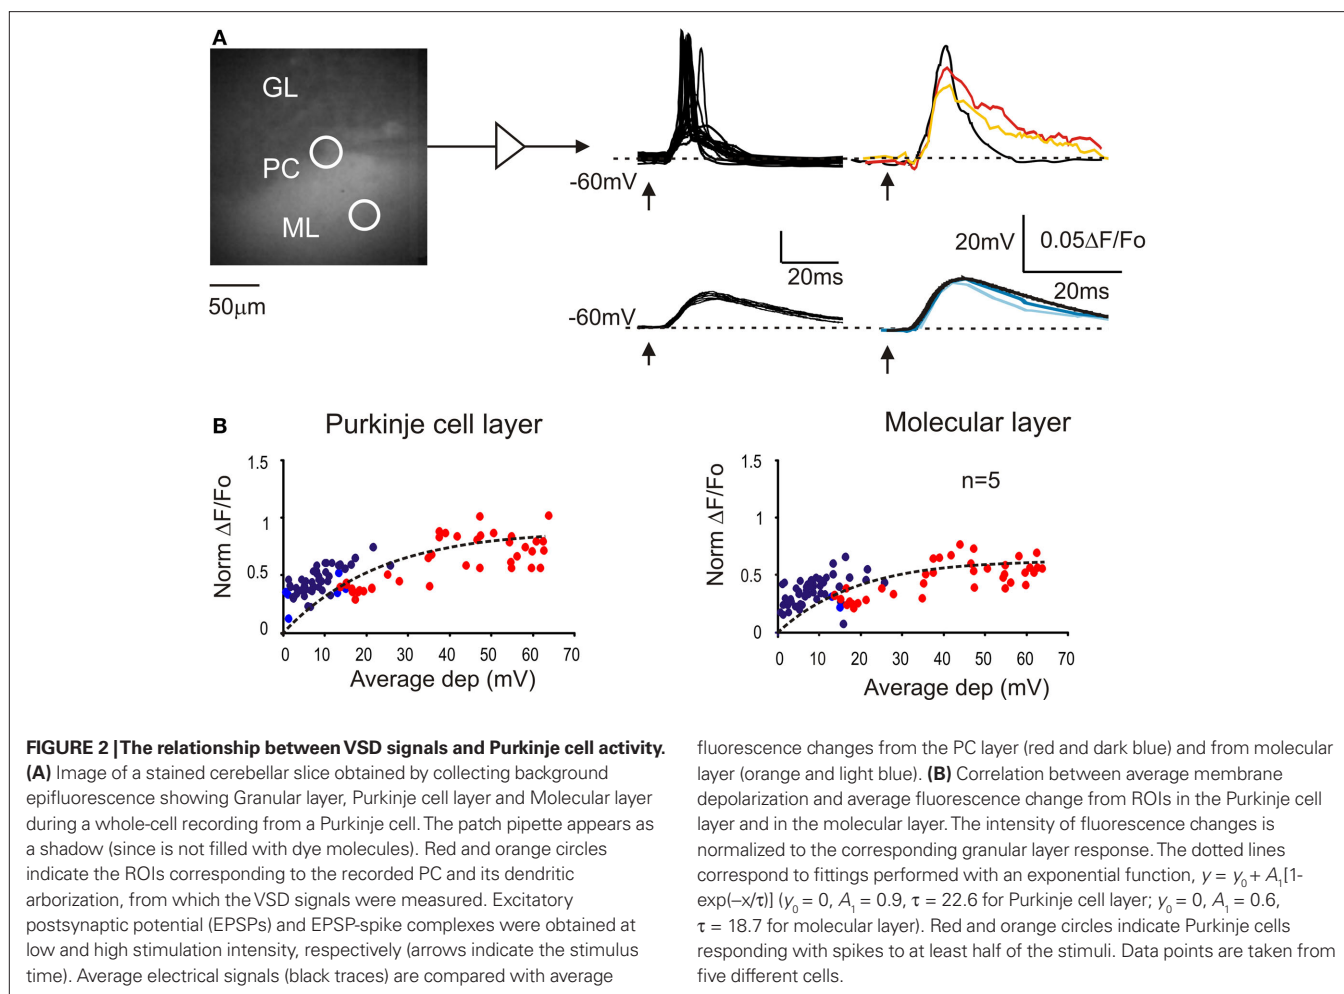 A
GL
PC
ML
50µm
-60mV
20ms
20mV
0.05ΔF/Fo
20ms
-60mV
B
Purkinje cell layer
Norm ΔF/Fo
1.5
1
0.5
0
0 10 20 30 40 50 60 70
Average dep (mV)
Molecular layer
n=5
Norm ΔF/Fo
1.5
1
0.5
0
0 10 20 30 40 50 60 70
Average dep (mV)
FIGURE 2 | The relationship between VSD signals and Purkinje cell activity.
(A) Image of a stained cerebellar slice obtained by collecting background
epifluorescence showing Granular layer, Purkinje cell layer and Molecular layer
during a whole-cell recording from a Purkinje cell. The patch pipette appears as
a shadow (since is not filled with dye molecules). Red and orange circles
indicate the ROIs corresponding to the recorded PC and its dendritic
arborization, from which the VSD signals were measured. Excitatory
postsynaptic potential (EPSPs) and EPSP-spike complexes were obtained at
low and high stimulation intensity, respectively (arrows indicate the stimulus
time). Average electrical signals (black traces) are compared with average
fluorescence changes from the PC layer (red and dark blue) and from molecular
layer (orange and light blue). (B) Correlation between average membrane
depolarization and average fluorescence change from ROIs in the Purkinje cell
layer and in the molecular layer. The intensity of fluorescence changes is
normalized to the corresponding granular layer response. The dotted lines
correspond to fittings performed with an exponential function, y = y₀ + A₁[1-
exp(–x/τ)] (y₀ = 0, A₁ = 0.9, τ = 22.6 for Purkinje cell layer; y₀ = 0, A₁ = 0.6,
τ = 18.7 for molecular layer). Red and orange circles indicate Purkinje cells
responding with spikes to at least half of the stimuli. Data points are taken from
five different cells.